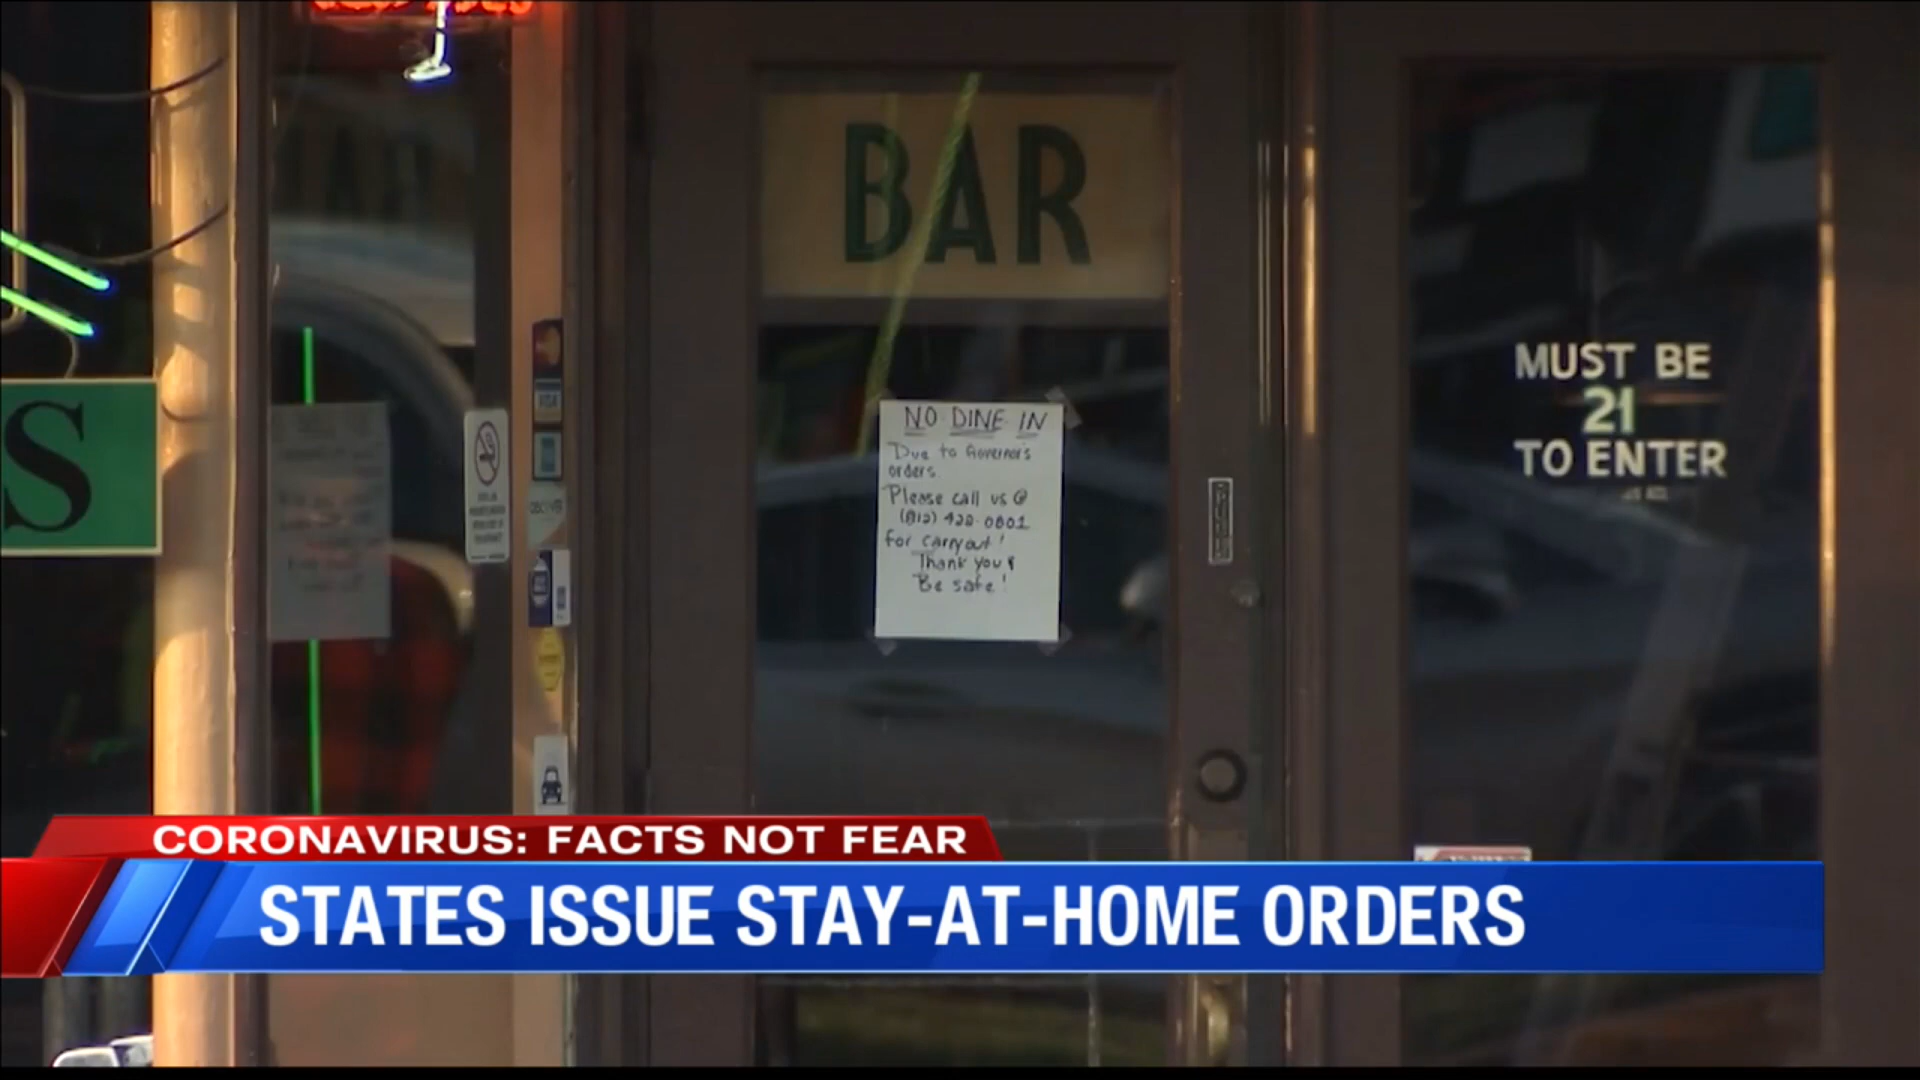 BAR
S
NO DINE IN
Due to Governor's
orders.
Please call us @
(812) 422-0801
for carryout!
Thank you &
Be safe!
MUST BE
21
TO ENTER
DISCOVER
CORONAVIRUS: FACTS NOT FEAR
STATES ISSUE STAY-AT-HOME ORDERS